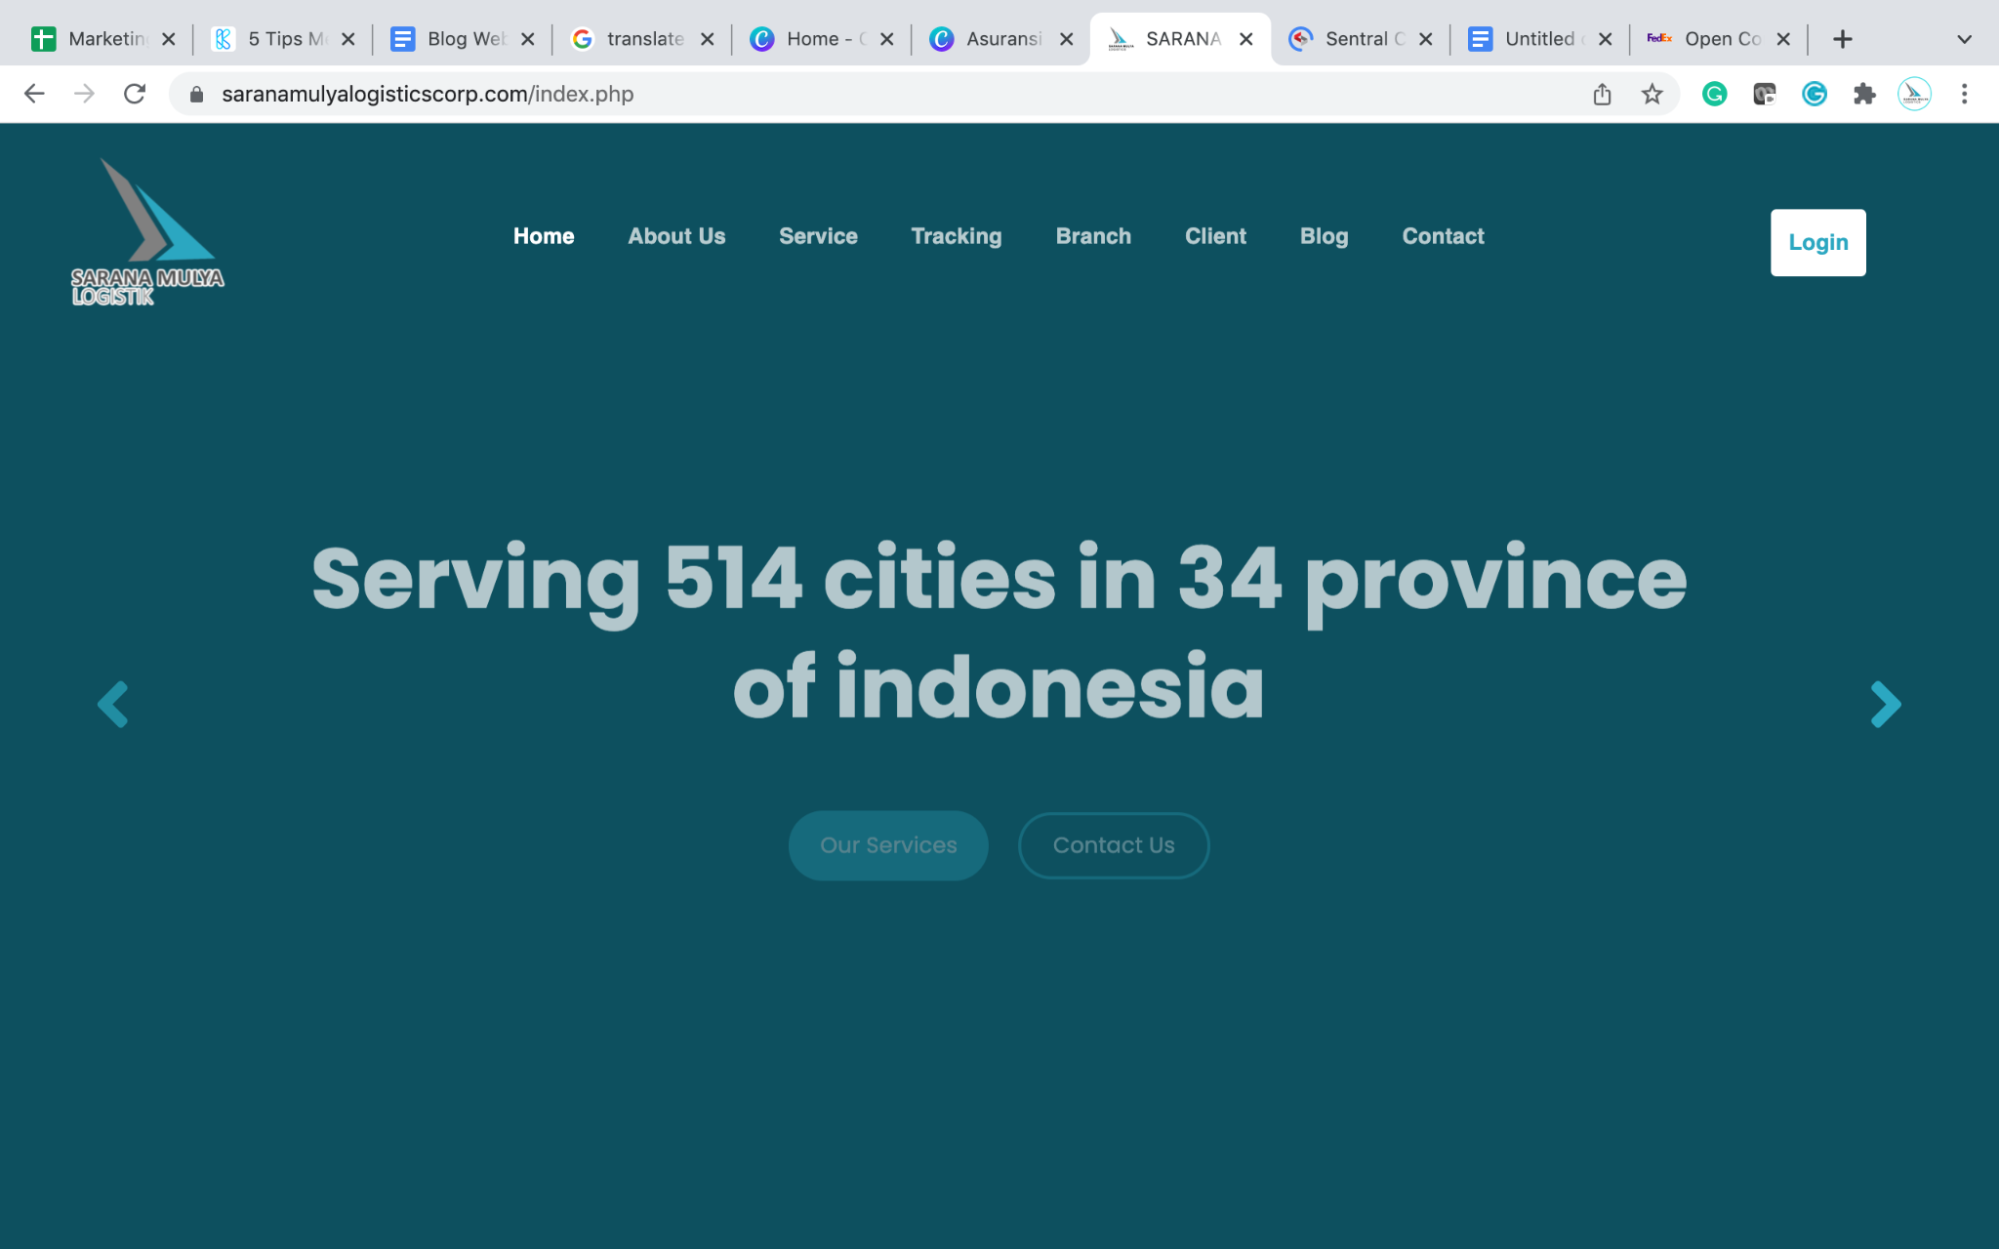 Marketin
5 Tips M
Blog Web
translate
Home -
Asuransi
SARANA
Sentral C
Untitled
FedEx Open Co
saranamulyalogisticscorp.com/index.php
SARANA MULYA
LOGISTIK
Home
About Us
Service
Tracking
Branch
Client
Blog
Contact
Login
Serving 514 cities in 34 province
of indonesia
Our Services
Contact Us